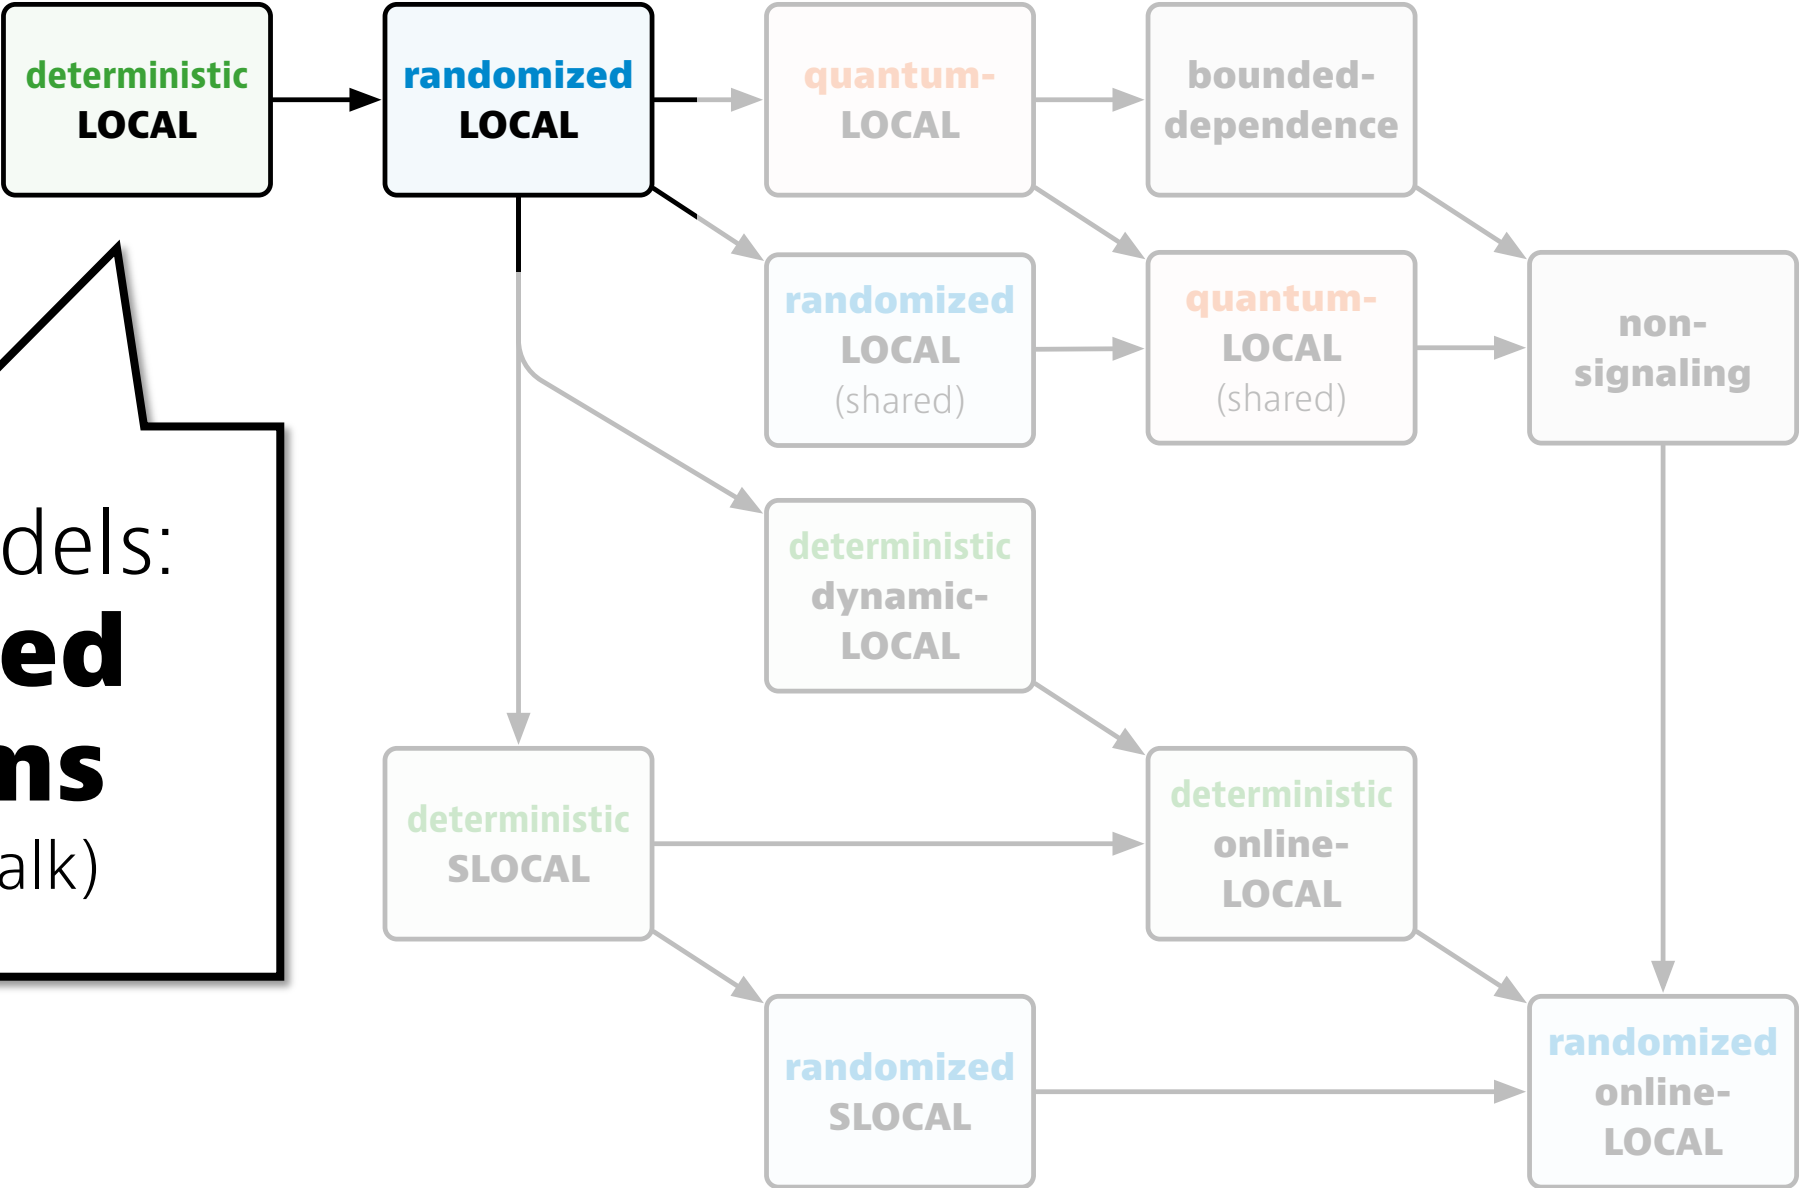 deterministic
LOCAL
randomized
LOCAL
quantum-
LOCAL
bounded-
dependence
randomized
LOCAL
(shared)
quantum-
LOCAL
(shared)
non-
signaling
deterministic
dynamic-
LOCAL
dels:
ed
ms
alk)
deterministic
SLOCAL
deterministic
online-
LOCAL
randomized
SLOCAL
randomized
online-
LOCAL